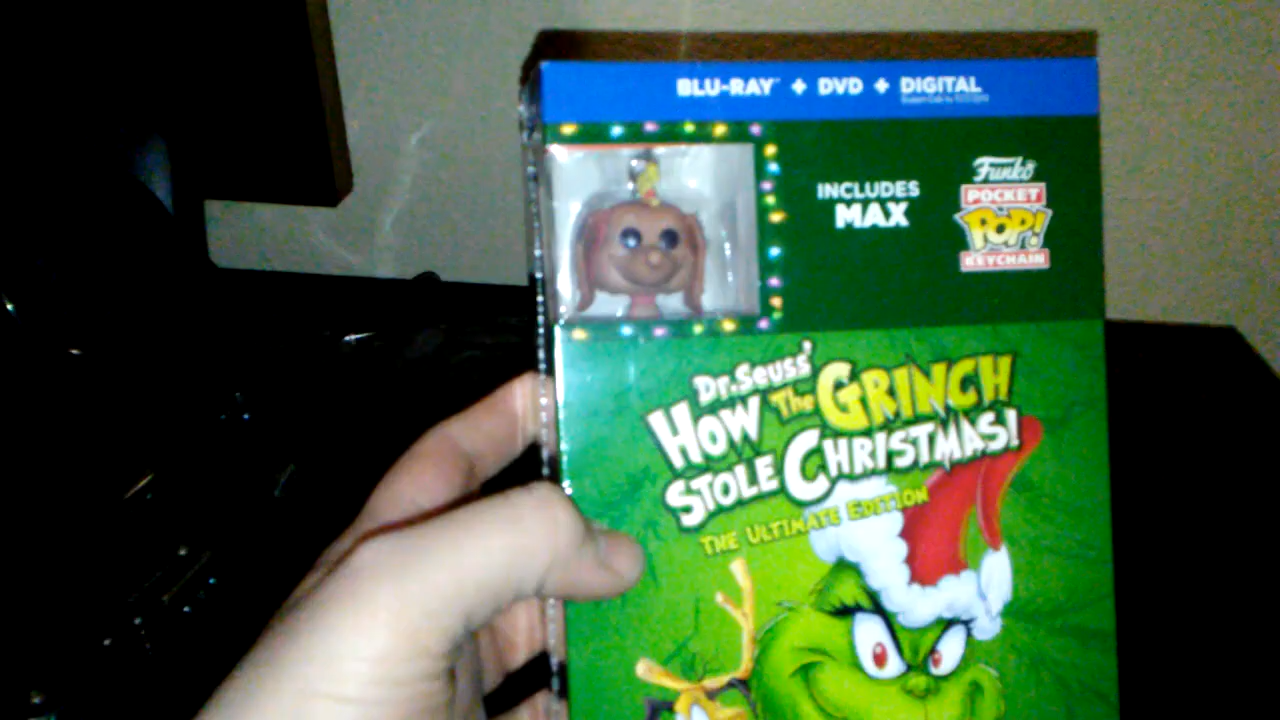 BLU-RAY™ + DVD + DIGITAL
INCLUDES
MAX
Funko
POCKET
POP!
KEYCHAIN
Dr. Seuss'
HOW The GRINCH
STOLE CHRISTMAS!
THE ULTIMATE EDITION